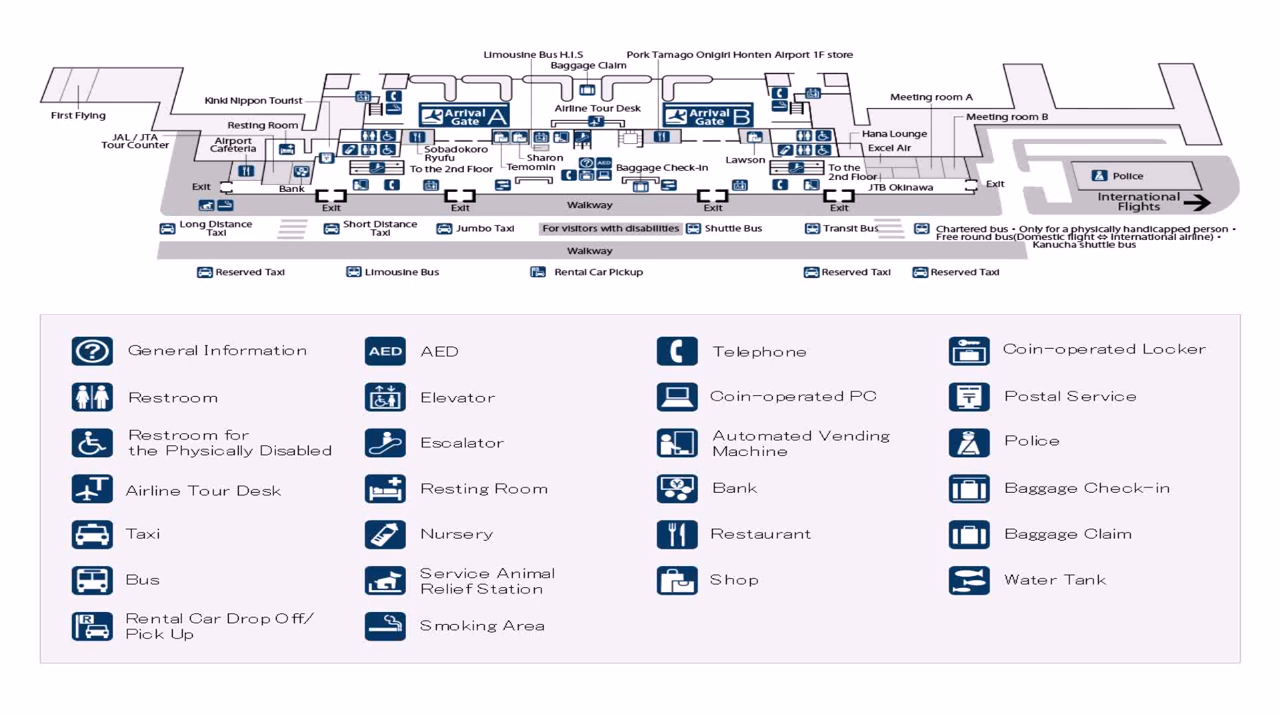 Limousine Bus H.I.S
Pork Tamago Onigiri Honten Airport 1F store
Baggage Claim
First Flying
Kinki Nippon Tourist
Arrival Gate A
Airline Tour Desk
Arrival Gate B
Meeting room A
Meeting room B
Resting Room
JAL / JTA
Tour Counter
Airport
Cafeteria
Hana Lounge
Excel Air
Sobadokoro
Ryufu
Sharon
Temomin
To the 2nd Floor
AED
Baggage Check-in
Lawson
To the
2nd Floor
JTB Okinawa
Bank
Exit
Exit
Exit
Exit
Exit
Exit
Police
International
Flights
Walkway
Long Distance
Taxi
Short Distance
Taxi
Jumbo Taxi
For visitors with disabilities
Shuttle Bus
Transit Bus
Chartered bus・Only for a physically handicapped person・
Free round bus(Domestic flight ⇔ International airline)・
Kanucha shuttle bus
Walkway
Reserved Taxi
Limousine Bus
Rental Car Pickup
Reserved Taxi
Reserved Taxi
General Information
AED AED
Telephone
Coin-operated Locker
Restroom
Elevator
Coin-operated PC
Postal Service
Restroom for
the Physically Disabled
Escalator
Automated Vending
Machine
Police
Airline Tour Desk
Resting Room
Bank
Baggage Check-in
Taxi
Nursery
Restaurant
Baggage Claim
Bus
Service Animal
Relief Station
Shop
Water Tank
R
Rental Car Drop Off/
Pick Up
Smoking Area